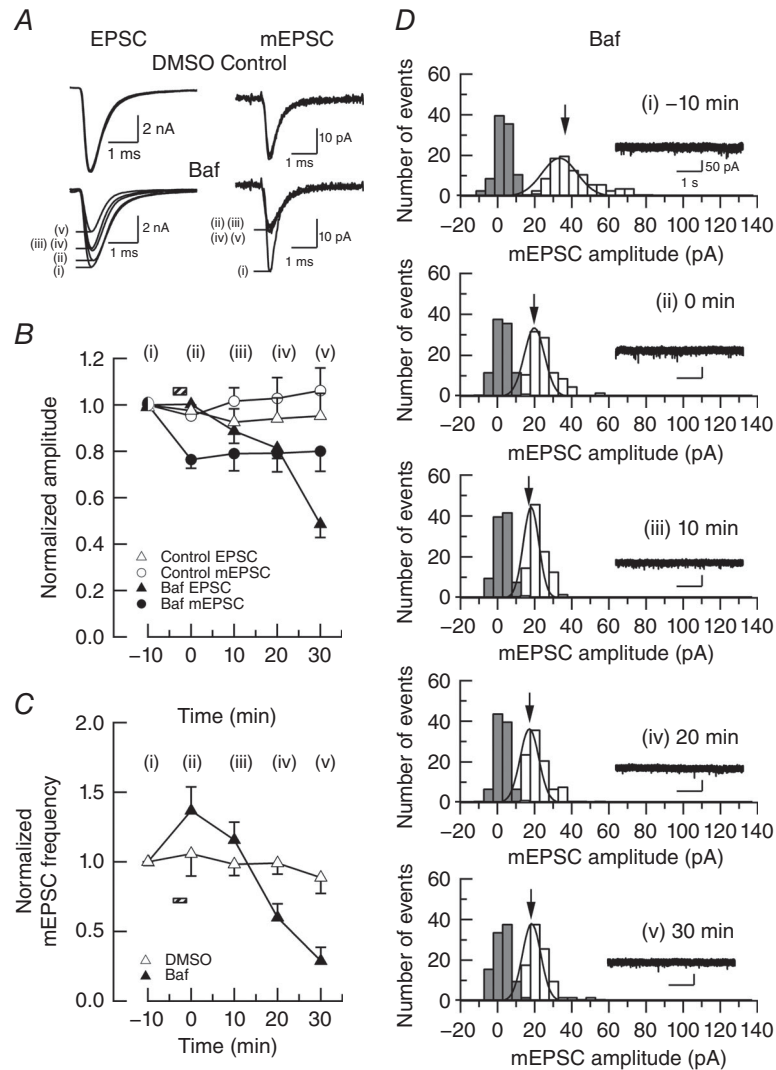 A
EPSC mEPSC
DMSO Control
2 nA
1 ms
10 pA
1 ms
Baf
(v)
(iii) (iv)
(ii)
(i)
2 nA
1 ms
(ii) (iii)
(iv) (v)
(i)
10 pA
1 ms
B
Normalized amplitude
1.2
1.0
0.8
0.6
0.4
0.2
0.0
(i) (ii) (iii) (iv) (v)
Control EPSC
Control mEPSC
Baf EPSC
Baf mEPSC
−10 0 10 20 30
Time (min)
C
Normalized
mEPSC frequency
2.0
1.5
1.0
0.5
0.0
(i) (ii) (iii) (iv) (v)
DMSO
Baf
−10 0 10 20 30
Time (min)
D
Baf
Number of events
60
40
20
0
(i) −10 min
50 pA
1 s
−20 0 20 40 60 80 100 120 140
mEPSC amplitude (pA)
Number of events
60
40
20
0
(ii) 0 min
−20 0 20 40 60 80 100 120 140
mEPSC amplitude (pA)
Number of events
60
40
20
0
(iii) 10 min
−20 0 20 40 60 80 100 120 140
mEPSC amplitude (pA)
Number of events
60
40
20
0
(iv) 20 min
−20 0 20 40 60 80 100 120 140
mEPSC amplitude (pA)
Number of events
60
40
20
0
(v) 30 min
−20 0 20 40 60 80 100 120 140
mEPSC amplitude (pA)